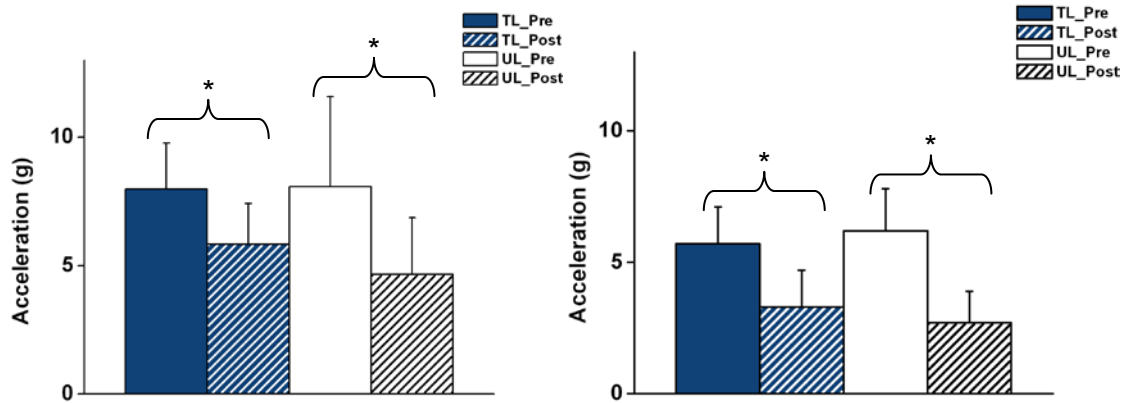 TL_Pre
TL_Post
UL_Pre
UL_Post
*
*
10
5
0
Acceleration (g)
TL_Pre
TL_Post
UL_Pre
UL_Post
*
*
10
5
0
Acceleration (g)